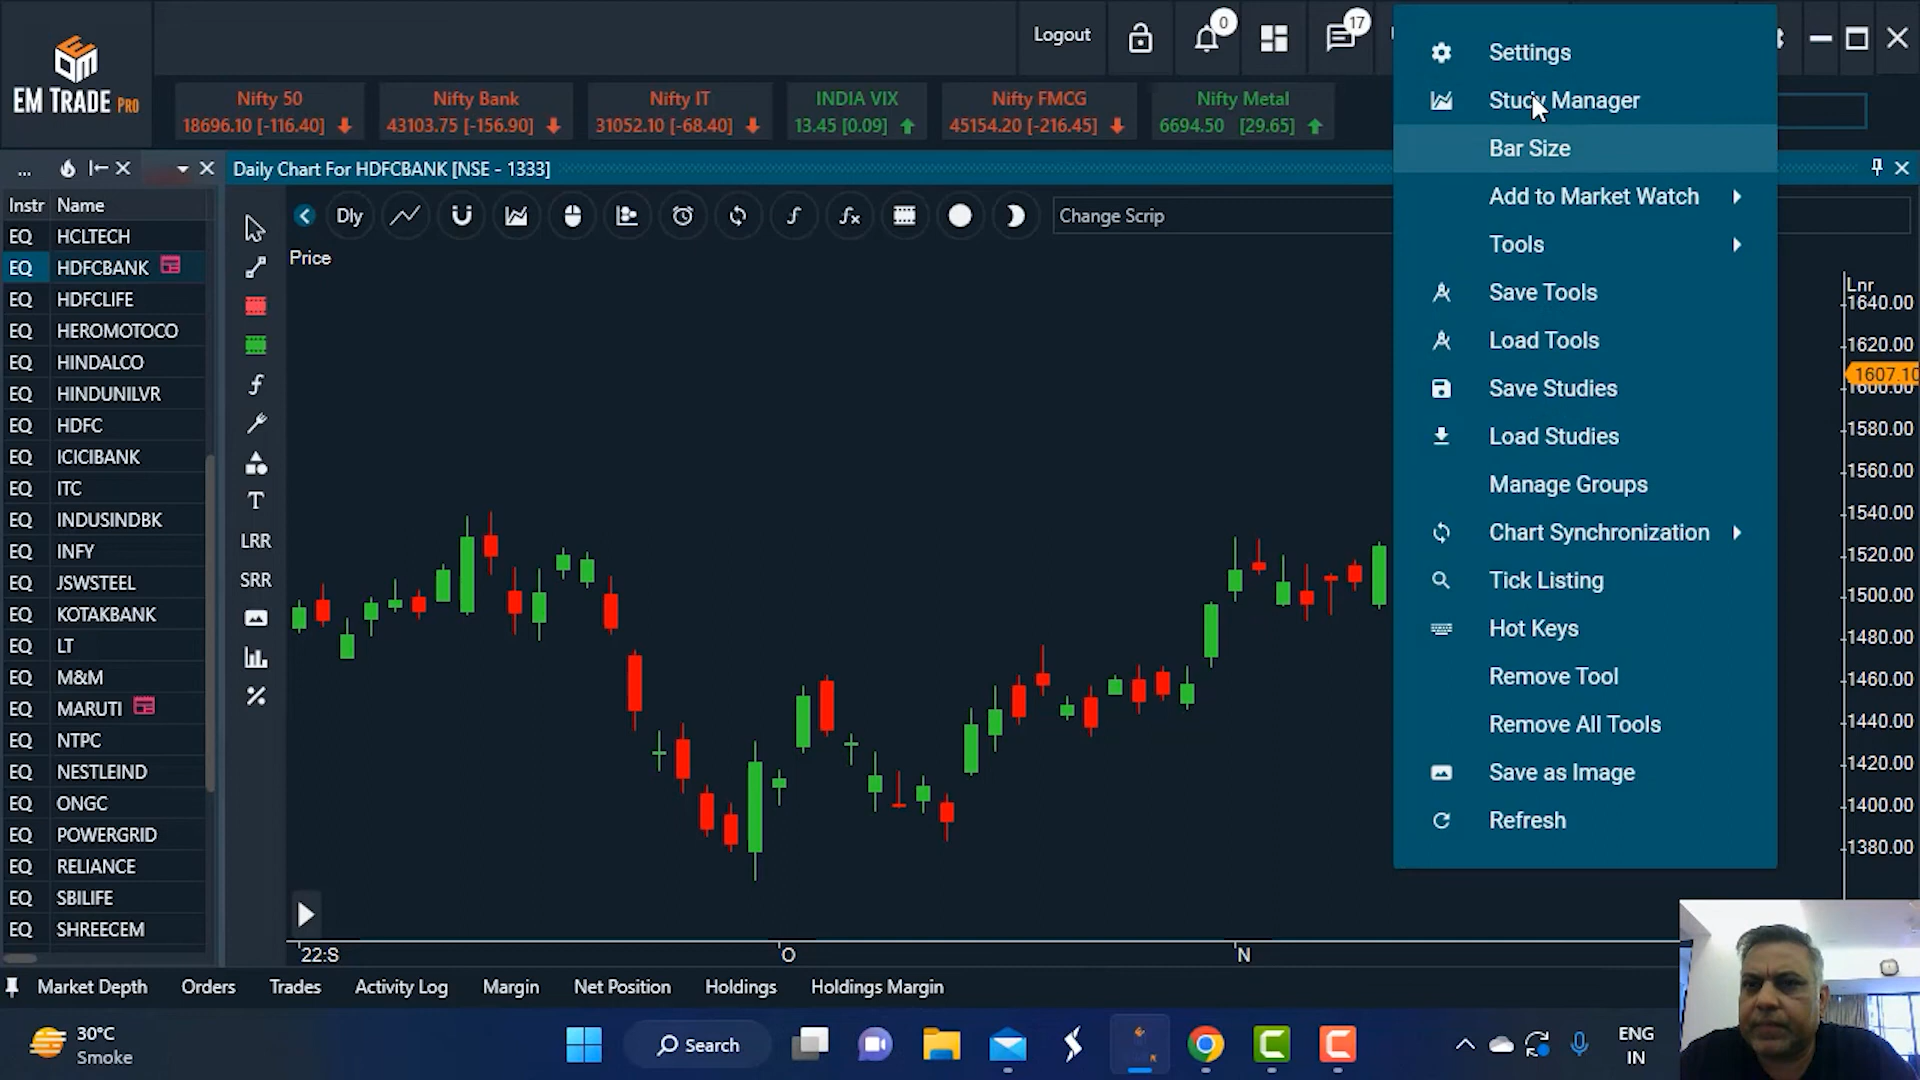 Logout
0
17
EM TRADE PRO
Nifty 50
18696.10 [-116.40]
Nifty Bank
43103.75 [-156.90]
Nifty IT
31052.10 [-68.40]
INDIA VIX
13.45 [0.09]
Nifty FMCG
45154.20 [-216.45]
Nifty Metal
6694.50 [29.65]
...
Daily Chart For HDFCBANK [NSE - 1333]
Instr Name
EQ HCLTECH
EQ HDFCBANK
EQ HDFCLIFE
EQ HEROMOTOCO
EQ HINDALCO
EQ HINDUNILVR
EQ HDFC
EQ ICICIBANK
EQ ITC
EQ INDUSINDBK
EQ INFY
EQ JSWSTEEL
EQ KOTAKBANK
EQ LT
EQ M&M
EQ MARUTI
EQ NTPC
EQ NESTLEIND
EQ ONGC
EQ POWERGRID
EQ RELIANCE
EQ SBILIFE
EQ SHREECEM
Dly
Change Scrip
Price
T
LRR
SRR
Settings
Study Manager
Bar Size
Add to Market Watch
Tools
Save Tools
Load Tools
Save Studies
Load Studies
Manage Groups
Chart Synchronization
Tick Listing
Hot Keys
Remove Tool
Remove All Tools
Save as Image
Refresh
Lnr
1640.00
1620.00
1607.10
1600.00
1580.00
1560.00
1540.00
1520.00
1500.00
1480.00
1460.00
1440.00
1420.00
1400.00
1380.00
22:S
O
N
Market Depth Orders Trades Activity Log Margin Net Position Holdings Holdings Margin
30°C
Smoke
Search
ENG
IN